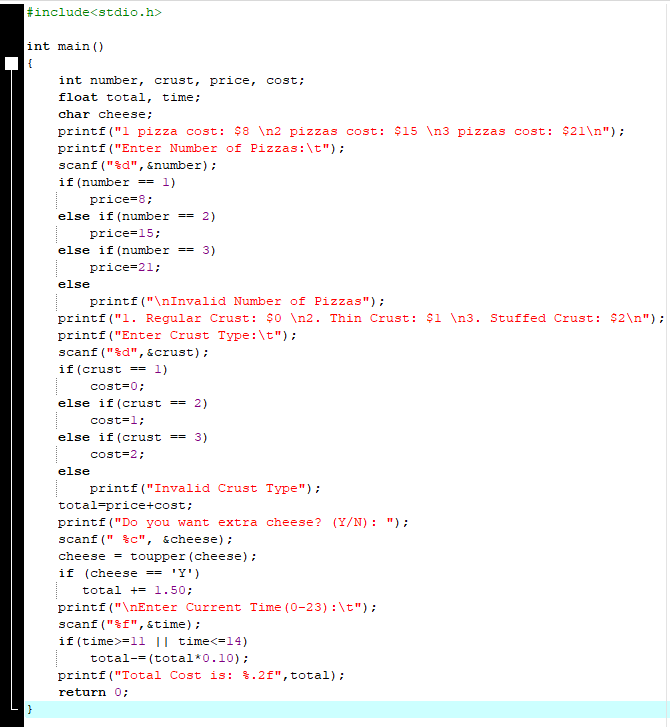 #include<stdio.h>
int main()
{
int number, crust, price, cost;
float total, time;
char cheese;
printf("1 pizza cost: $8 \n2 pizzas cost: $15 \n3 pizzas cost: $21\n");
printf("Enter Number of Pizzas:\t");
scanf("%d",&number);
if(number == 1)
price=8;
else if(number == 2)
price=15;
else if(number == 3)
price=21;
else
printf("\nInvalid Number of Pizzas");
printf("1. Regular Crust: $0 \n2. Thin Crust: $1 \n3. Stuffed Crust: $2\n");
printf("Enter Crust Type:\t");
scanf("%d",&crust);
if(crust == 1)
cost=0;
else if(crust == 2)
cost=1;
else if(crust == 3)
cost=2;
else
printf("Invalid Crust Type");
total=price+cost;
printf("Do you want extra cheese? (Y/N): ");
scanf(" %c", &cheese);
cheese = toupper(cheese);
if (cheese == 'Y')
total += 1.50;
printf("\nEnter Current Time(0-23):\t");
scanf("%f",&time);
if(time>=11 || time<=14)
total-=(total*0.10);
printf("Total Cost is: %.2f",total);
return 0;
}